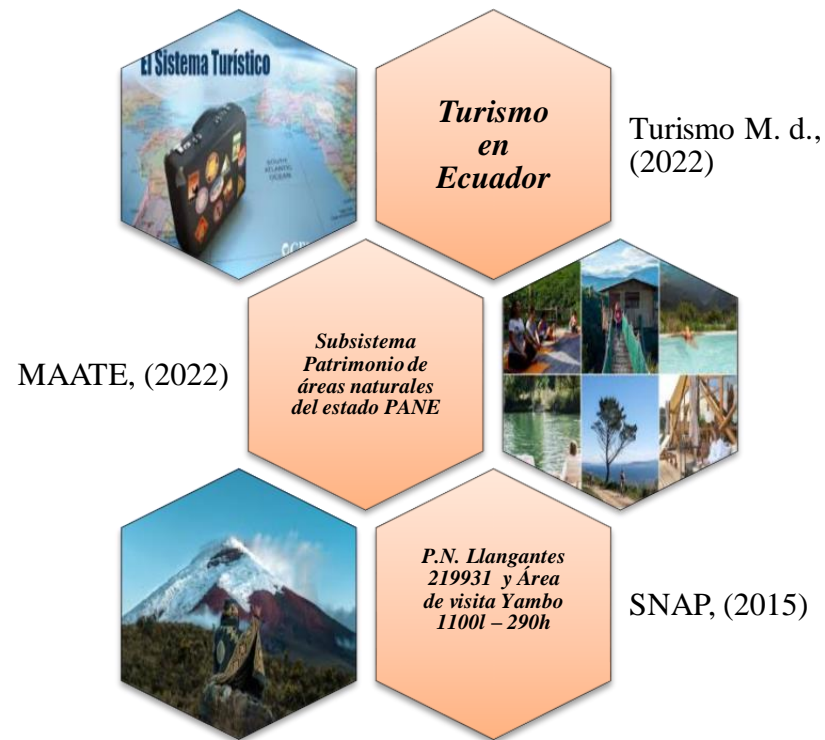 El Sistema Turístico
Turismo
en
Ecuador
Turismo M. d.,
(2022)
MAATE, (2022)
Subsistema
Patrimonio de
áreas naturales
del estado PANE
P.N. Llangantes
219931 y Área
de visita Yambo
1100l – 290h
SNAP, (2015)